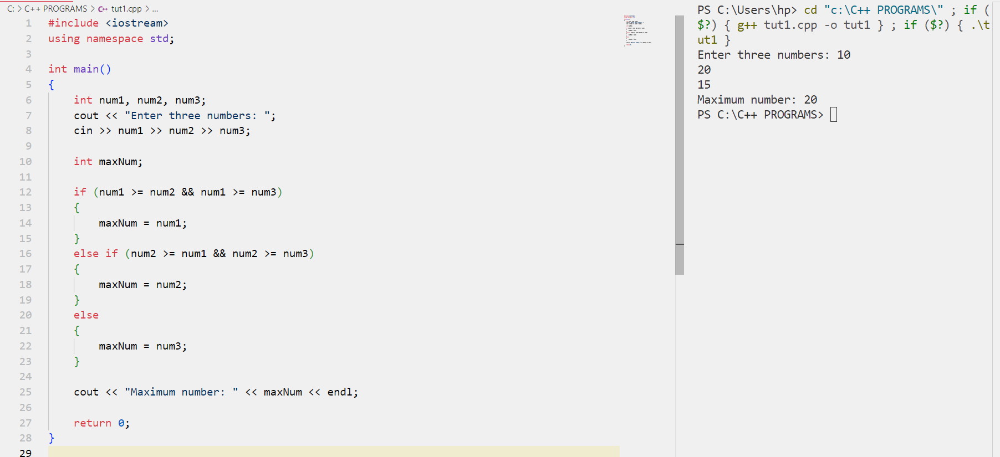 C: > C++ PROGRAMS > C++ tut1.cpp > ...
1 #include <iostream>
2 using namespace std;
3
4 int main()
5 {
6     int num1, num2, num3;
7     cout << "Enter three numbers: ";
8     cin >> num1 >> num2 >> num3;
9
10     int maxNum;
11
12     if (num1 >= num2 && num1 >= num3)
13     {
14         maxNum = num1;
15     }
16     else if (num2 >= num1 && num2 >= num3)
17     {
18         maxNum = num2;
19     }
20     else
21     {
22         maxNum = num3;
23     }
24
25     cout << "Maximum number: " << maxNum << endl;
26
27     return 0;
28 }
29
PS C:\Users\hp> cd "c:\C++ PROGRAMS\" ; if (
$?) { g++ tut1.cpp -o tut1 } ; if ($?) { .\t
ut1 }
Enter three numbers: 10
20
15
Maximum number: 20
PS C:\C++ PROGRAMS>